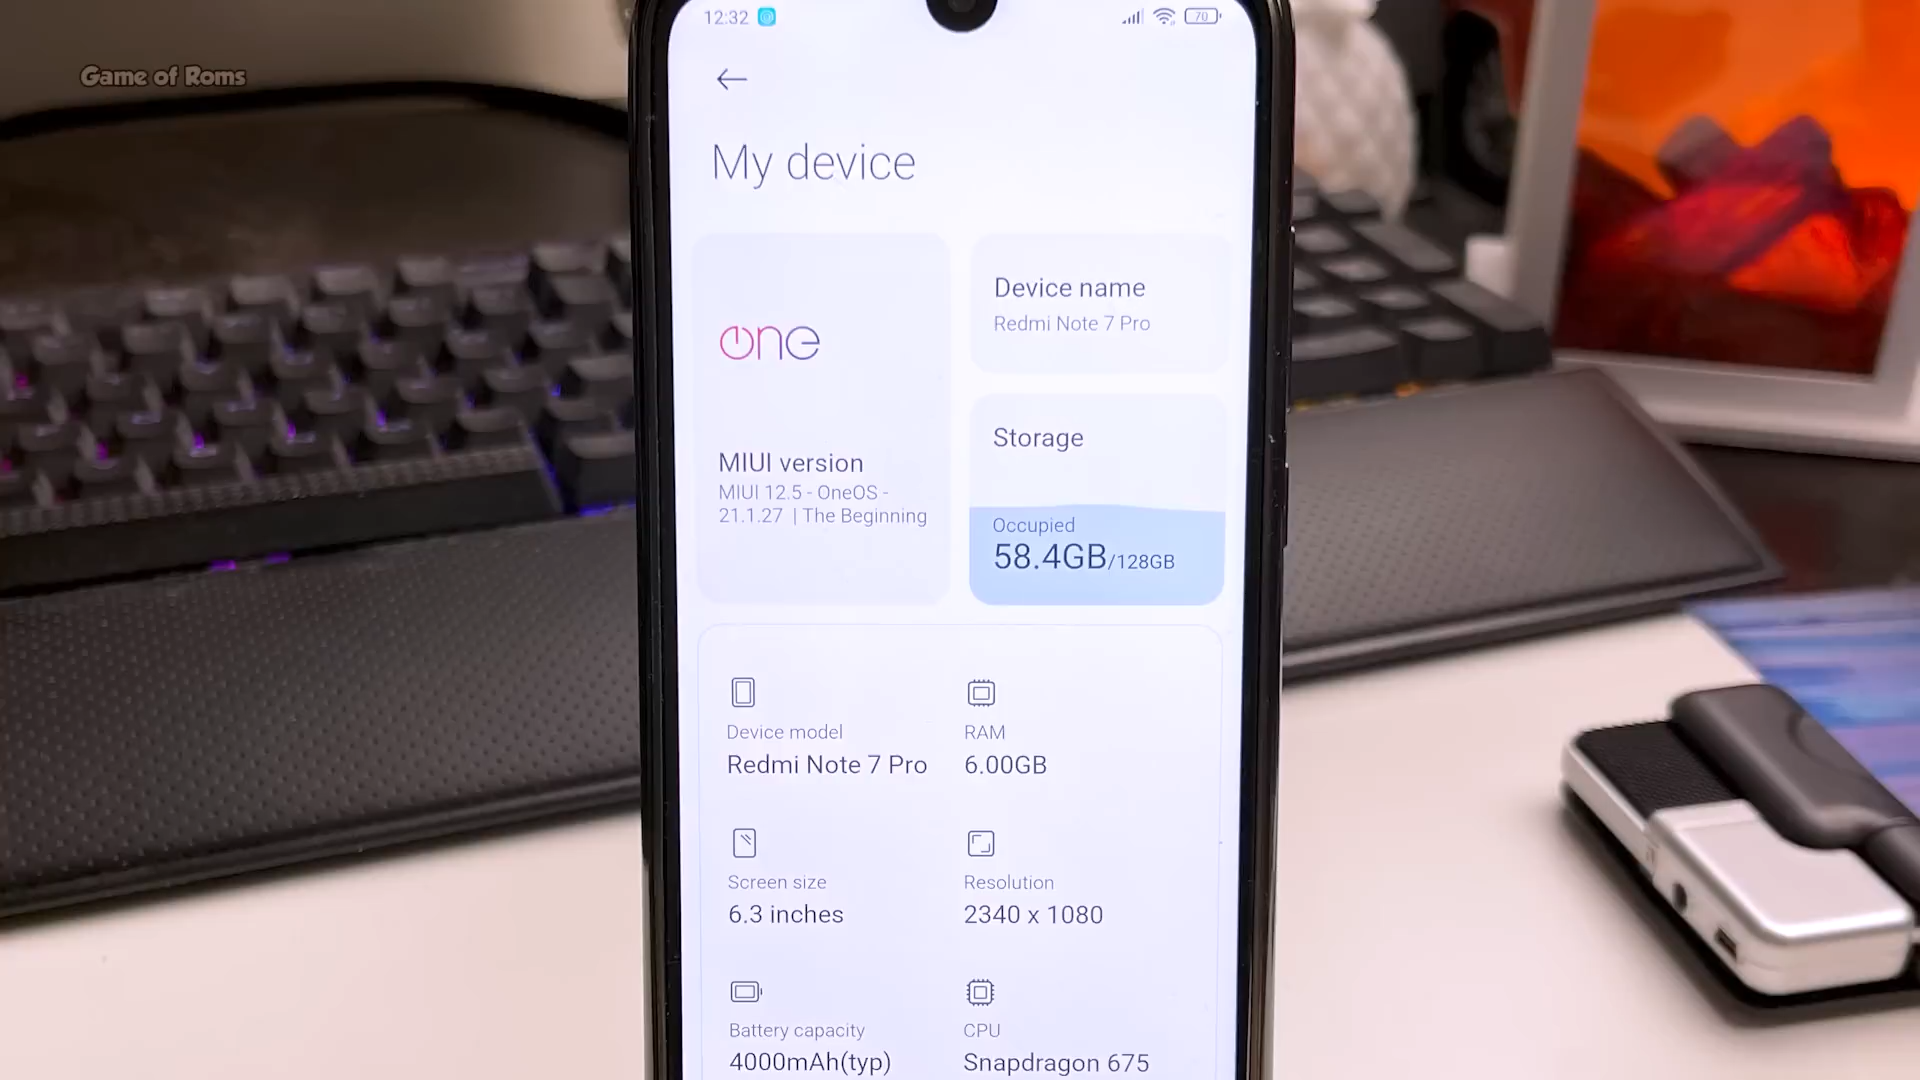 Game of Roms
12:32
70
My device
one
MIUI version
MIUI 12.5 - OneOS -
21.1.27 | The Beginning
Device name
Redmi Note 7 Pro
Storage
Occupied
58.4GB/128GB
Device model
Redmi Note 7 Pro
RAM
6.00GB
Screen size
6.3 inches
Resolution
2340 x 1080
Battery capacity
4000mAh(typ)
CPU
Snapdragon 675